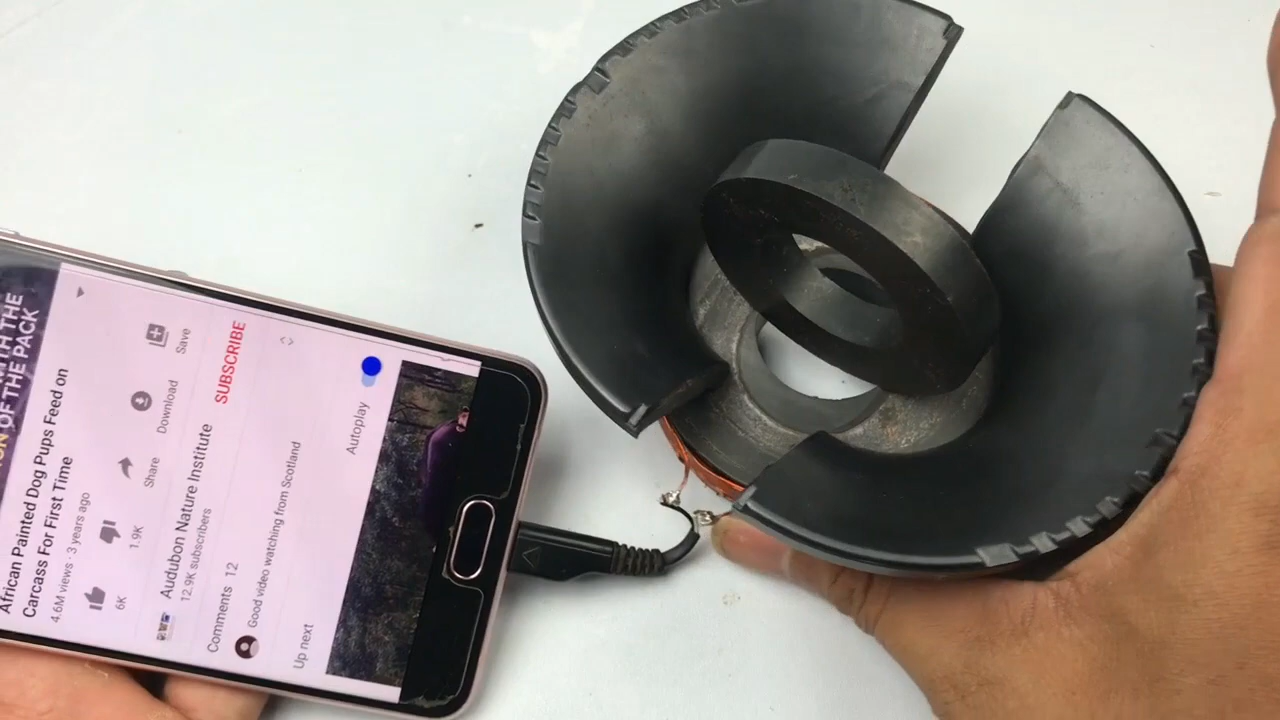 OF THE PACK
African Painted Dog Pups Feed on
Carcass For First Time
4.6M views · 3 years ago
6K
1.9K
Share
Download
Save
Audubon Nature Institute
12.9K subscribers
SUBSCRIBE
Comments 12
Good video watching from Scotland
Up next
Autoplay